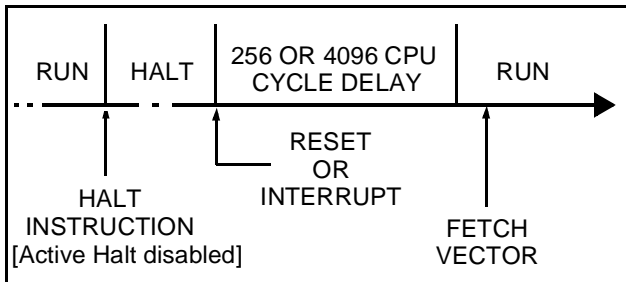 RUN
HALT
256 OR 4096 CPU
CYCLE DELAY
RUN
RESET
OR
INTERRUPT
HALT
INSTRUCTION
[Active Halt disabled]
FETCH
VECTOR